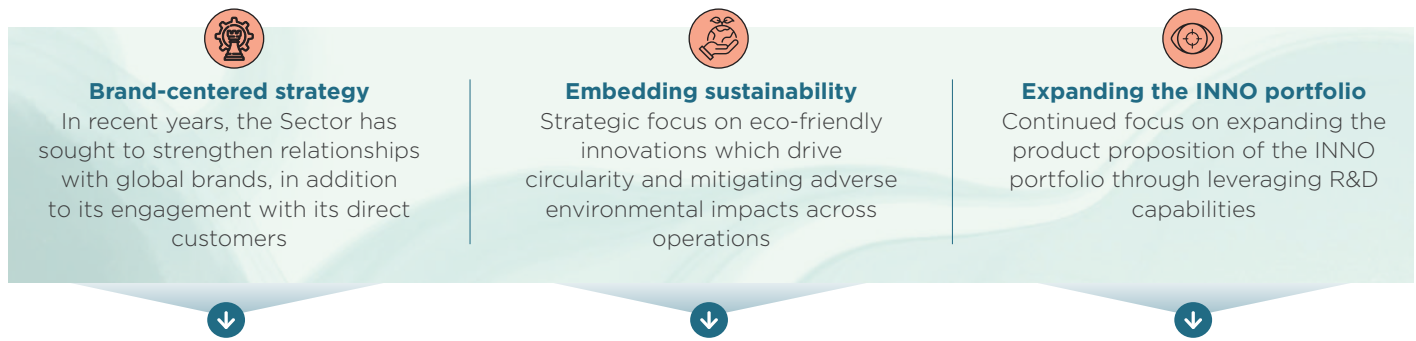 Brand-centered strategy
In recent years, the Sector has
sought to strengthen relationships
with global brands, in addition
to its engagement with its direct
customers
Embedding sustainability
Strategic focus on eco-friendly
innovations which drive
circularity and mitigating adverse
environmental impacts across
operations
Expanding the INNO portfolio
Continued focus on expanding the
product proposition of the INNO
portfolio through leveraging R&D
capabilities